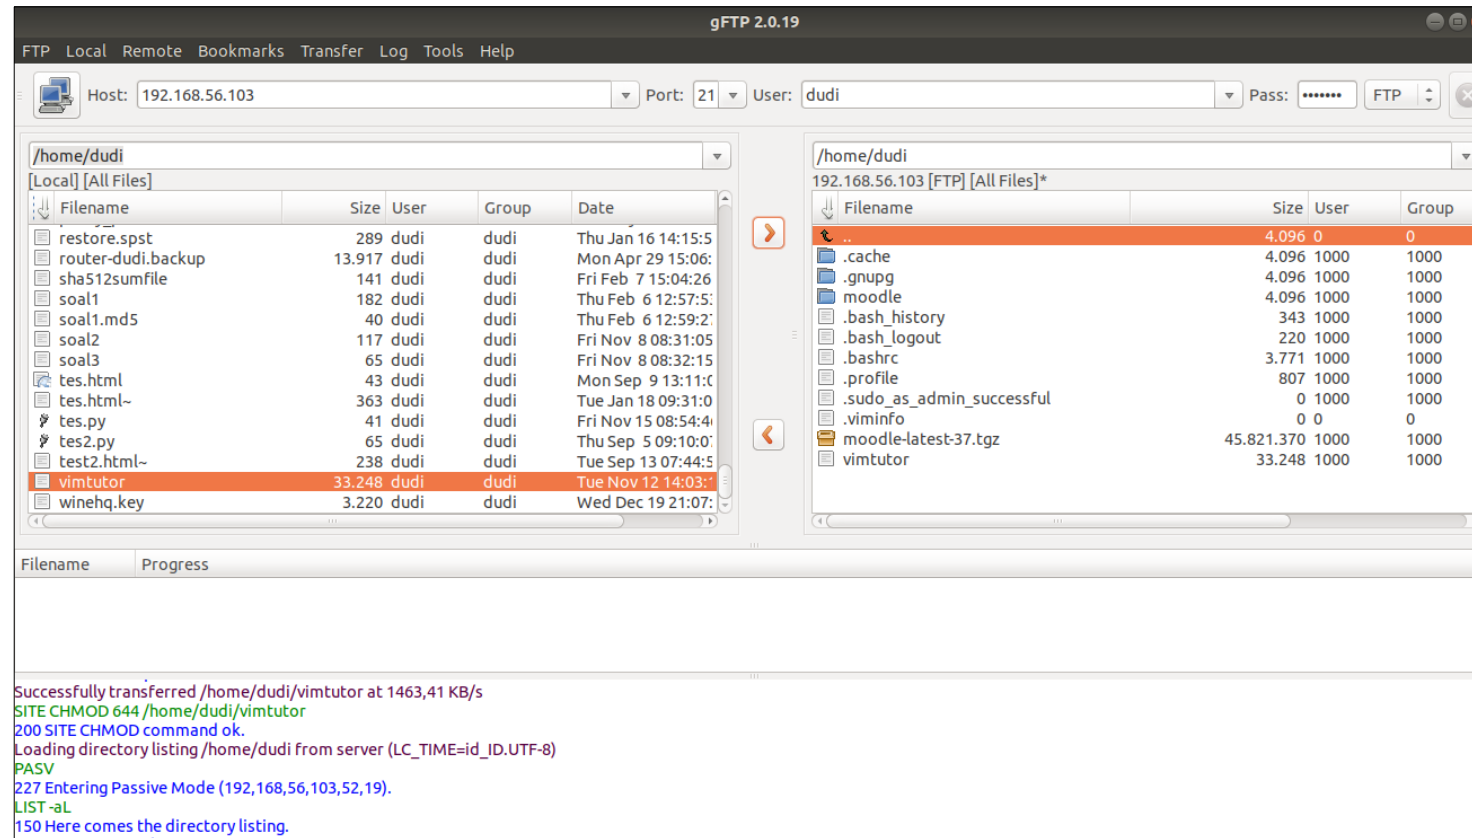 gFTP 2.0.19
FTP Local Remote Bookmarks Transfer Log Tools Help
Host: 192.168.56.103 Port: 21 User: dudi Pass: ••••••• FTP
/home/dudi
[Local] [All Files]
Filename Size User Group Date
restore.spst 289 dudi dudi Thu Jan 16 14:15:5
router-dudi.backup 13.917 dudi dudi Mon Apr 29 15:06:
sha512sumfile 141 dudi dudi Fri Feb 7 15:04:26
soal1 182 dudi dudi Thu Feb 6 12:57:5
soal1.md5 40 dudi dudi Thu Feb 6 12:59:2
soal2 117 dudi dudi Fri Nov 8 08:31:05
soal3 65 dudi dudi Fri Nov 8 08:32:15
tes.html 43 dudi dudi Mon Sep 9 13:11:
tes.html~ 363 dudi dudi Tue Jan 18 09:31:0
tes.py 41 dudi dudi Fri Nov 15 08:54:4
tes2.py 65 dudi dudi Thu Sep 5 09:10:0
test2.html~ 238 dudi dudi Tue Sep 13 07:44:5
vimtutor 33.248 dudi dudi Tue Nov 12 14:03:
winehq.key 3.220 dudi dudi Wed Dec 19 21:07:
/home/dudi
192.168.56.103 [FTP] [All Files]*
Filename Size User Group
.. 4.096 0 0
.cache 4.096 1000 1000
.gnupg 4.096 1000 1000
moodle 4.096 1000 1000
.bash_history 343 1000 1000
.bash_logout 220 1000 1000
.bashrc 3.771 1000 1000
.profile 807 1000 1000
.sudo_as_admin_successful 0 1000 1000
.viminfo 0 0 0
moodle-latest-37.tgz 45.821.370 1000 1000
vimtutor 33.248 1000 1000
Filename Progress
Successfully transferred /home/dudi/vimtutor at 1463,41 KB/s
SITE CHMOD 644 /home/dudi/vimtutor
200 SITE CHMOD command ok.
Loading directory listing /home/dudi from server (LC_TIME=id_ID.UTF-8)
PASV
227 Entering Passive Mode (192,168,56,103,52,19).
LIST -aL
150 Here comes the directory listing.